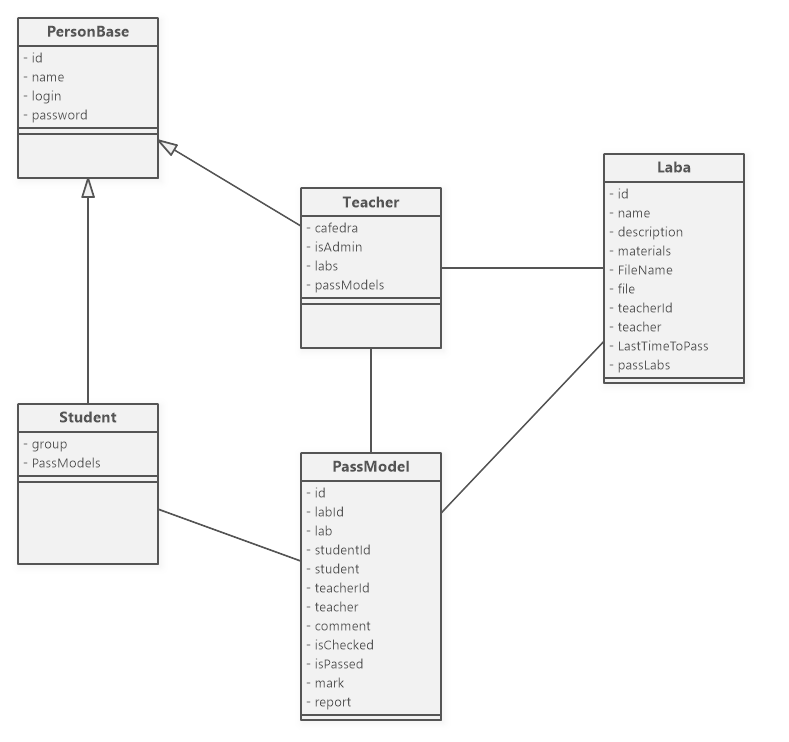 PersonBase
- id
- name
- login
- password
Teacher
- cafedra
- isAdmin
- labs
- passModels
Laba
- id
- name
- description
- materials
- FileName
- file
- teacherId
- teacher
- LastTimeToPass
- passLabs
Student
- group
- PassModels
PassModel
- id
- labId
- lab
- studentId
- student
- teacherId
- teacher
- comment
- isChecked
- isPassed
- mark
- report